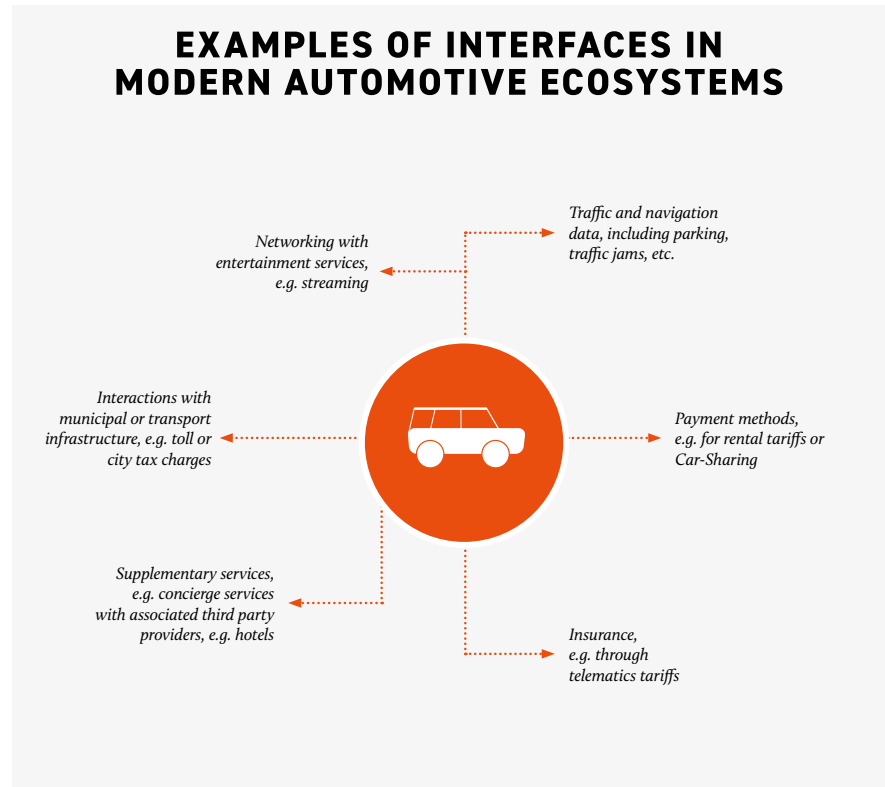 EXAMPLES OF INTERFACES IN
MODERN AUTOMOTIVE ECOSYSTEMS
Traffic and navigation
data, including parking,
traffic jams, etc.
Networking with
entertainment services,
e.g. streaming
Interactions with
municipal or transport
infrastructure, e.g. toll or
city tax charges
Payment methods,
e.g. for rental tariffs or
Car-Sharing
Supplementary services,
e.g. concierge services
with associated third party
providers, e.g. hotels
Insurance,
e.g. through
telematics tariffs